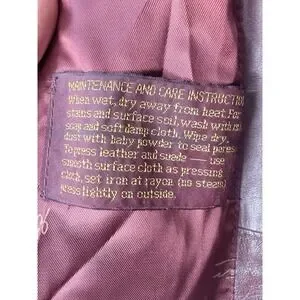 MAINTENANCE AND CARE INSTRUCTION
When wet, dry away from heat. For
stains and surface soil, wash with mild
soap and soft damp cloth. Wipe dry,
dust with baby powder to seal pores.
To press leather and suede — use
smooth surface cloth as pressing
cloth, set iron at rayon (no steam)
press lightly on outside.